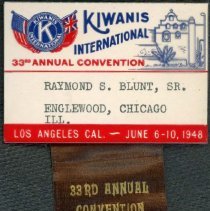 KIWANIS
INTERNATIONAL
33RD ANNUAL CONVENTION
RAYMOND S. BLUNT, SR.
ENGLEWOOD, CHICAGO
ILL.
LOS ANGELES CAL. — JUNE 6-10, 1948
33RD ANNUAL
CONVENTION